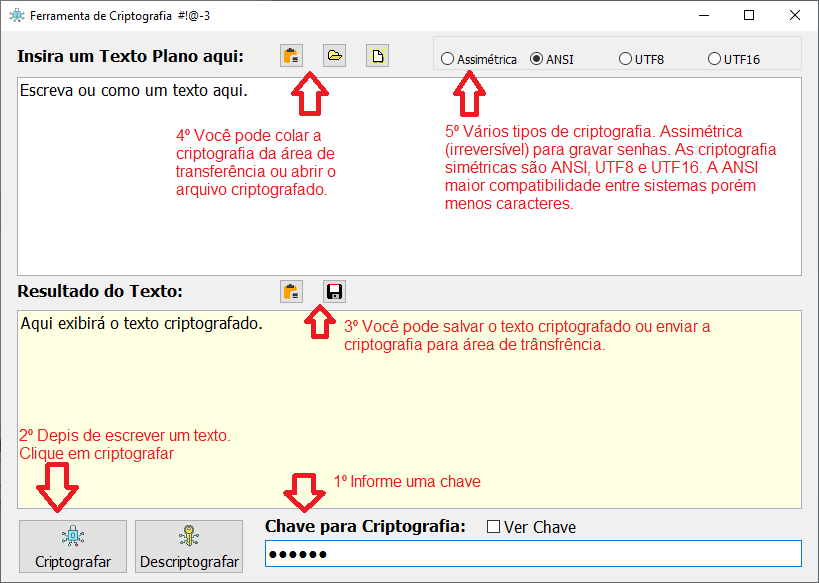 Ferramenta de Criptografia #!@-3
Insira um Texto Plano aqui:
Assimétrica
ANSI
UTF8
UTF16
Escreva ou como um texto aqui.
4º Você pode colar a
criptografia da área de
transferência ou abrir o
arquivo criptografado.
5º Vários tipos de criptografia. Assimétrica
(irreversível) para gravar senhas. As criptografia
simétricas são ANSI, UTF8 e UTF16. A ANSI
maior compatibilidade entre sistemas porém
menos caracteres.
Resultado do Texto:
Aqui exibirá o texto criptografado.
3º Você pode salvar o texto criptografado ou enviar a
criptografia para área de trânsfrência.
2º Depis de escrever um texto.
Clique em criptografar
1º Informe uma chave
Chave para Criptografia:
Ver Chave
Criptografar
Descriptografar
●●●●●●